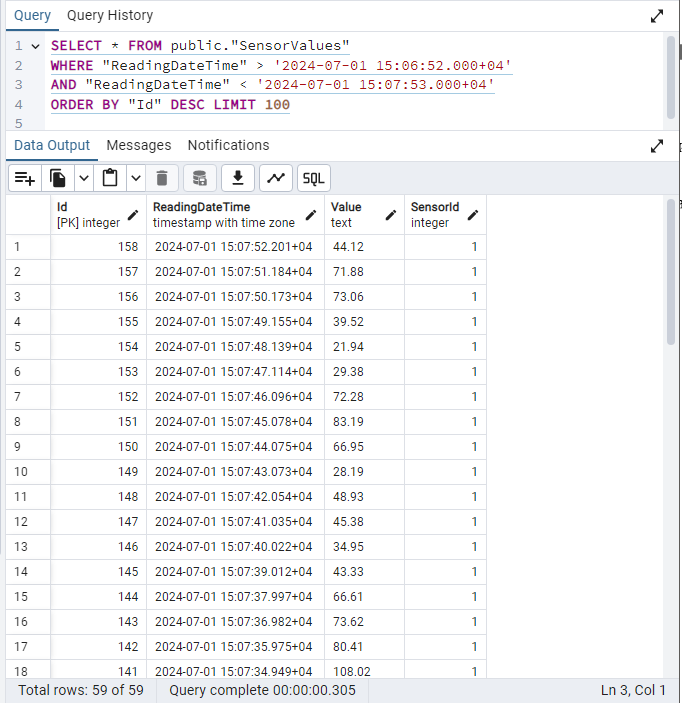 Query Query History
1 SELECT * FROM public."SensorValues"
2 WHERE "ReadingDateTime" > '2024-07-01 15:06:52.000+04'
3 AND "ReadingDateTime" < '2024-07-01 15:07:53.000+04'
4 ORDER BY "Id" DESC LIMIT 100
5
Data Output Messages Notifications
SQL
Id ReadingDateTime Value SensorId
[PK] integer timestamp with time zone text integer
1 158 2024-07-01 15:07:52.201+04 44.12 1
2 157 2024-07-01 15:07:51.184+04 71.88 1
3 156 2024-07-01 15:07:50.173+04 73.06 1
4 155 2024-07-01 15:07:49.155+04 39.52 1
5 154 2024-07-01 15:07:48.139+04 21.94 1
6 153 2024-07-01 15:07:47.114+04 29.38 1
7 152 2024-07-01 15:07:46.096+04 72.28 1
8 151 2024-07-01 15:07:45.078+04 83.19 1
9 150 2024-07-01 15:07:44.075+04 66.95 1
10 149 2024-07-01 15:07:43.073+04 28.19 1
11 148 2024-07-01 15:07:42.054+04 48.93 1
12 147 2024-07-01 15:07:41.035+04 45.38 1
13 146 2024-07-01 15:07:40.022+04 34.95 1
14 145 2024-07-01 15:07:39.012+04 43.33 1
15 144 2024-07-01 15:07:37.997+04 66.61 1
16 143 2024-07-01 15:07:36.982+04 73.62 1
17 142 2024-07-01 15:07:35.975+04 80.41 1
18 141 2024-07-01 15:07:34.949+04 108.02 1
Total rows: 59 of 59 Query complete 00:00:00.305 Ln 3, Col 1